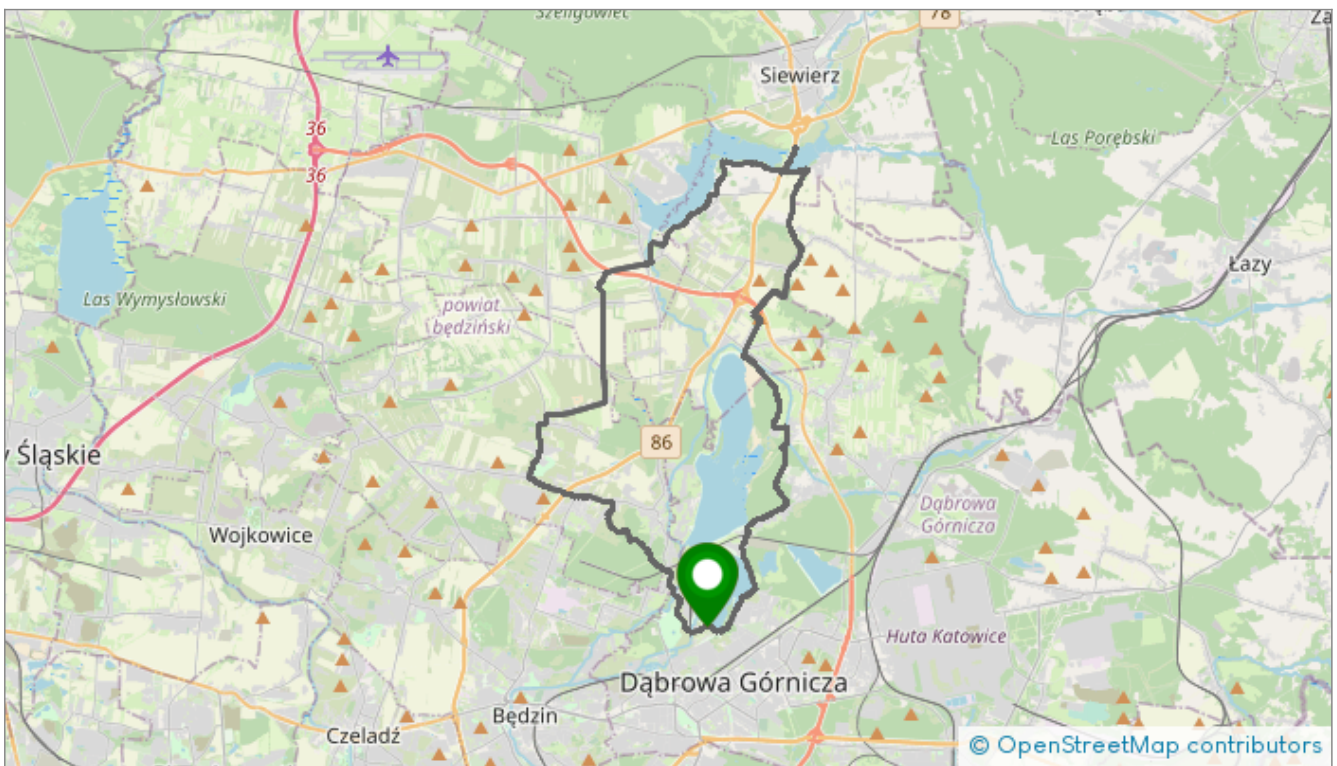 78
Siewierz
Las Porębski
36
36
Łazy
Las Wymysłowski
powiat
będziński
86
Śląskie
Dąbrowa
Górnicza
Wojkowice
Huta Katowice
Dąbrowa Górnicza
Będzin
Czeladź
© OpenStreetMap contributors